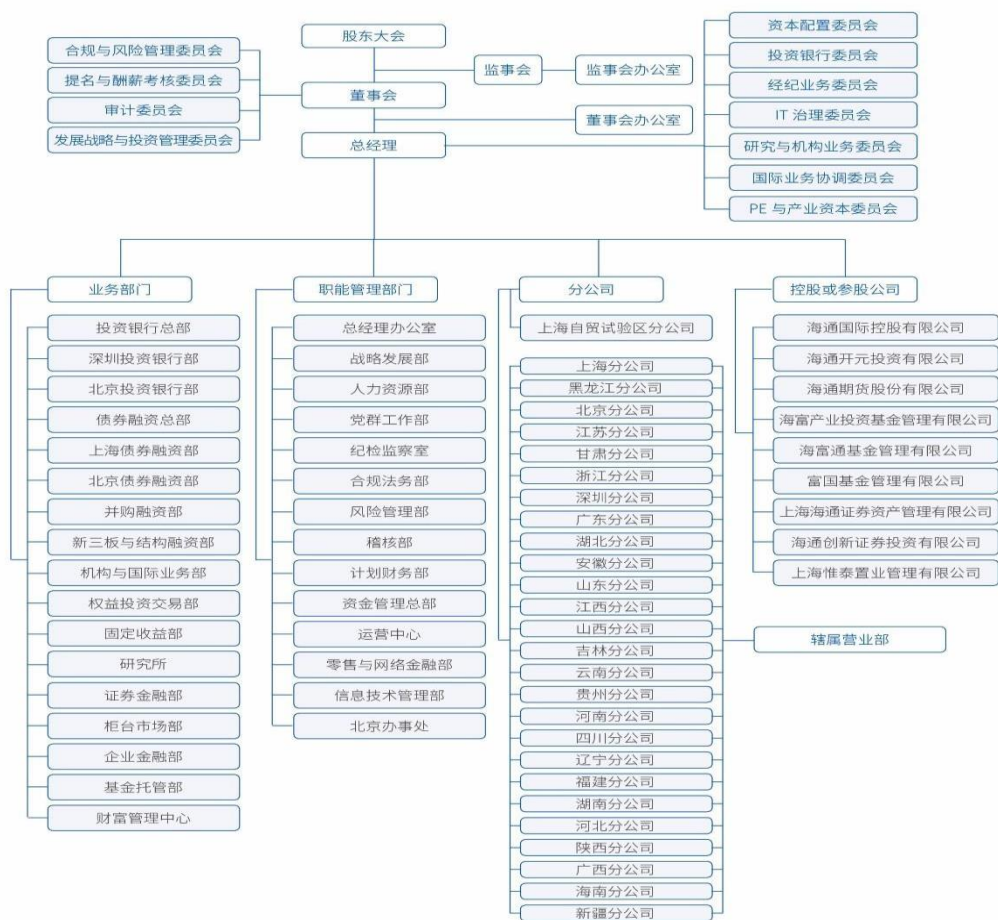 股东大会
监事会
监事会办公室
董事会
董事会办公室
总经理
合规与风险管理委员会
提名与酬薪考核委员会
审计委员会
发展战略与投资管理委员会
资本配置委员会
投资银行委员会
经纪业务委员会
IT 治理委员会
研究与机构业务委员会
国际业务协调委员会
PE 与产业资本委员会
业务部门
投资银行总部
深圳投资银行部
北京投资银行部
债券融资总部
上海债券融资部
北京债券融资部
并购融资部
新三板与结构融资部
机构与国际业务部
权益投资交易部
固定收益部
研究所
证券金融部
柜台市场部
企业金融部
基金托管部
财富管理中心
职能管理部门
总经理办公室
战略发展部
人力资源部
党群工作部
纪检监察室
合规法务部
风险管理部
稽核部
计划财务部
资金管理总部
运营中心
零售与网络金融部
信息技术管理部
北京办事处
分公司
上海自贸试验区分公司
上海分公司
黑龙江分公司
北京分公司
江苏分公司
甘肃分公司
浙江分公司
深圳分公司
广东分公司
湖北分公司
安徽分公司
山东分公司
江西分公司
山西分公司
吉林分公司
云南分公司
贵州分公司
河南分公司
四川分公司
辽宁分公司
福建分公司
湖南分公司
河北分公司
陕西分公司
广西分公司
海南分公司
新疆分公司
辖属营业部
控股或参股公司
海通国际控股有限公司
海通开元投资有限公司
海通期货股份有限公司
海富产业投资基金管理有限公司
海富通基金管理有限公司
富国基金管理有限公司
上海海通证券资产管理有限公司
海通创新证券投资有限公司
上海惟泰置业管理有限公司